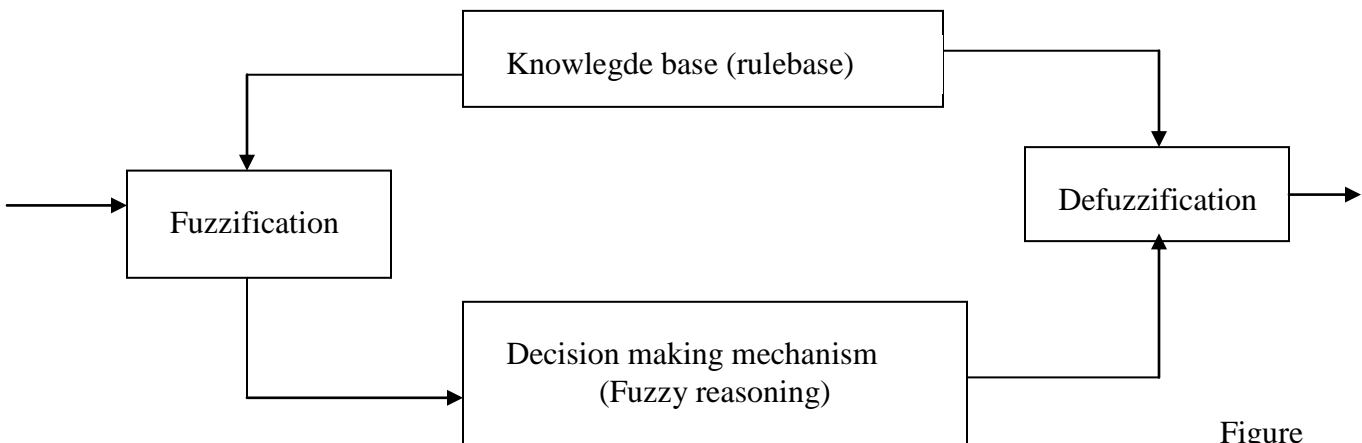 Knowlegde base (rulebase)
Defuzzification
Fuzzification
Decision making mechanism
(Fuzzy reasoning)
Figure